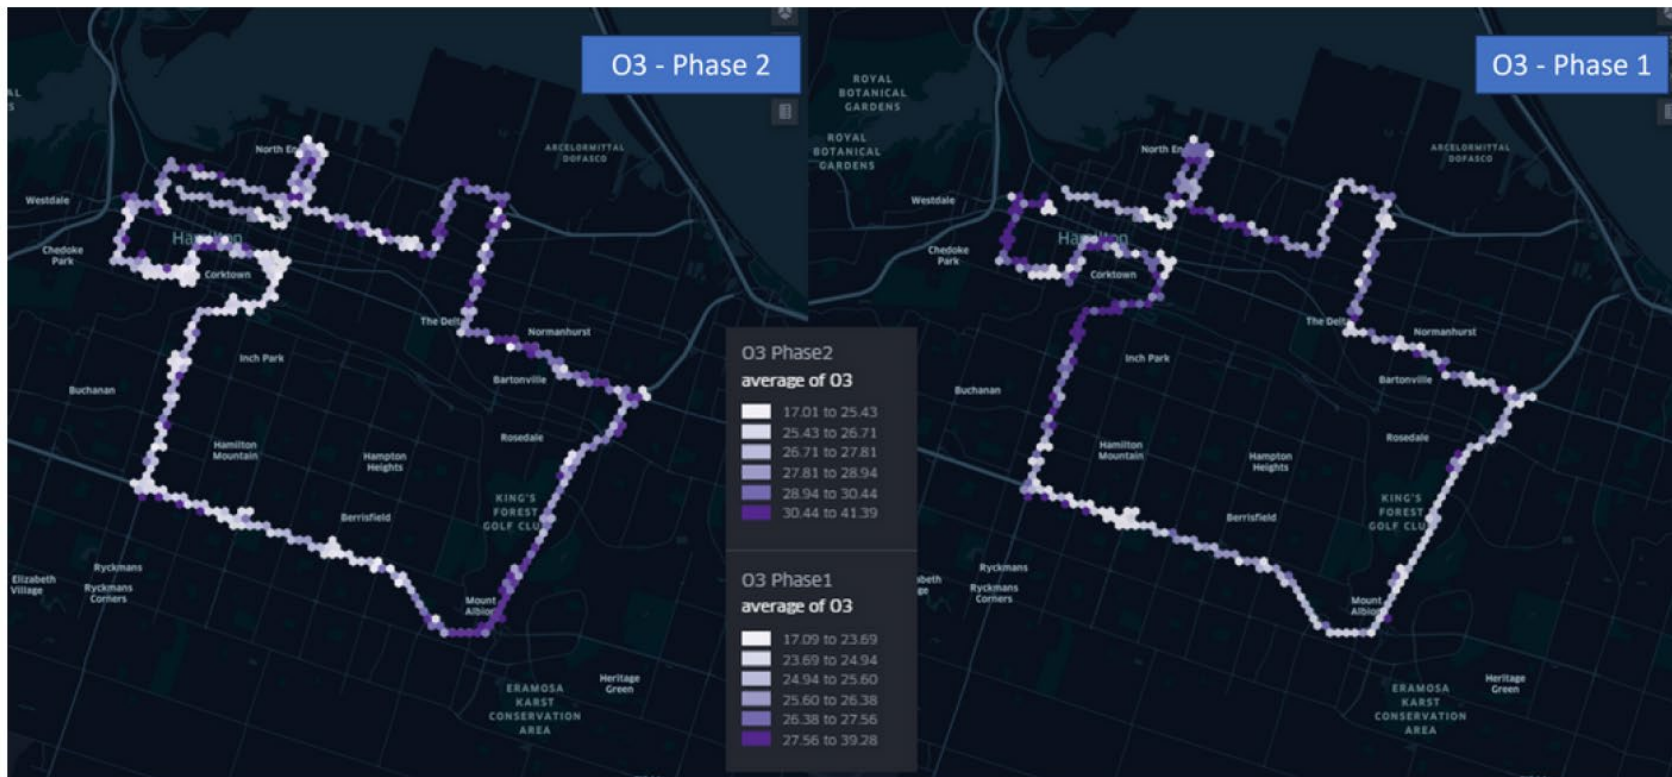 O3 - Phase 2
North En
ARCELORMITTAL
DOFASCO
Westdale
Hamilton
Chedoke
Park
Corktown
The Delt
Normanhurst
Inch Park
Bartonville
Buchanan
Rosedale
Hamilton
Mountain
Hampton
Heights
KING'S
FOREST
GOLF CLU
Berrisfield
Ryckmans
Elizabeth
Village
Ryckmans
Corners
Mount
Albion
Heritage
Green
ERAMOSA
KARST
CONSERVATION
AREA
O3 Phase2
average of O3
17.01 to 25.43
25.43 to 26.71
26.71 to 27.81
27.81 to 28.94
28.94 to 30.44
30.44 to 41.39
O3 Phase1
average of O3
17.09 to 23.69
23.69 to 24.94
24.94 to 25.60
25.60 to 26.38
26.38 to 27.56
27.56 to 39.28
O3 - Phase 1
ROYAL
BOTANICAL
GARDENS
ROYAL
BOTANICAL
GARDENS
North En
ARCELORMITTAL
DOFASCO
Westdale
Hamilton
Chedoke
Park
Corktown
The Delt
Normanhurst
Inch Park
Bartonville
Buchanan
Rosedale
Hamilton
Mountain
Hampton
Heights
KING'S
FOREST
GOLF CLU
Berrisfield
Ryckmans
Ryckmans
Corners
Mount
Albion
Heritage
Green
ERAMOSA
KARST
CONSERVATION
AREA